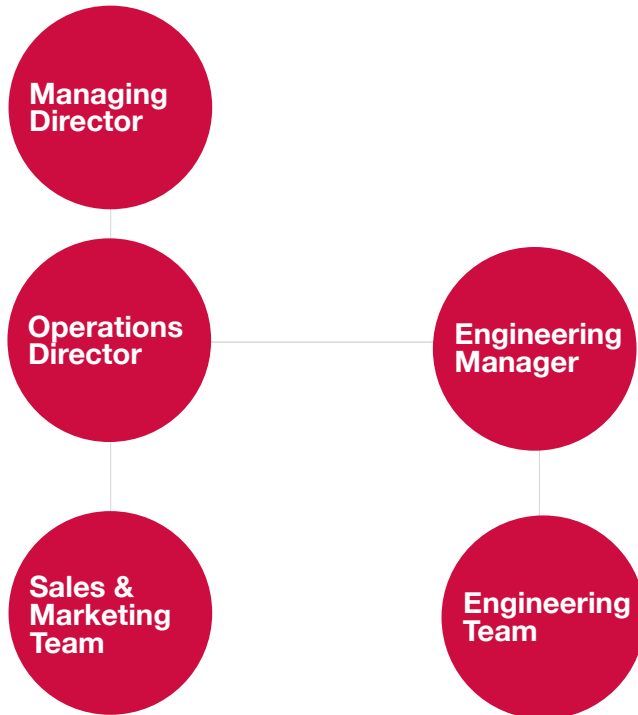 Managing
Director
Operations
Director
Engineering
Manager
Sales &
Marketing
Team
Engineering
Team